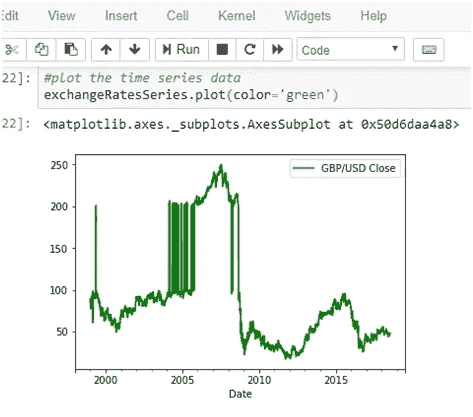 Edit View Insert Cell Kernel Widgets Help
Run Code
22]: #plot the time series data
exchangeRatesSeries.plot(color='green')
22]: <matplotlib.axes._subplots.AxesSubplot at 0x50d6daa4a8>
250
GBP/USD Close
200
150
100
50
2000 2005 2010 2015
Date